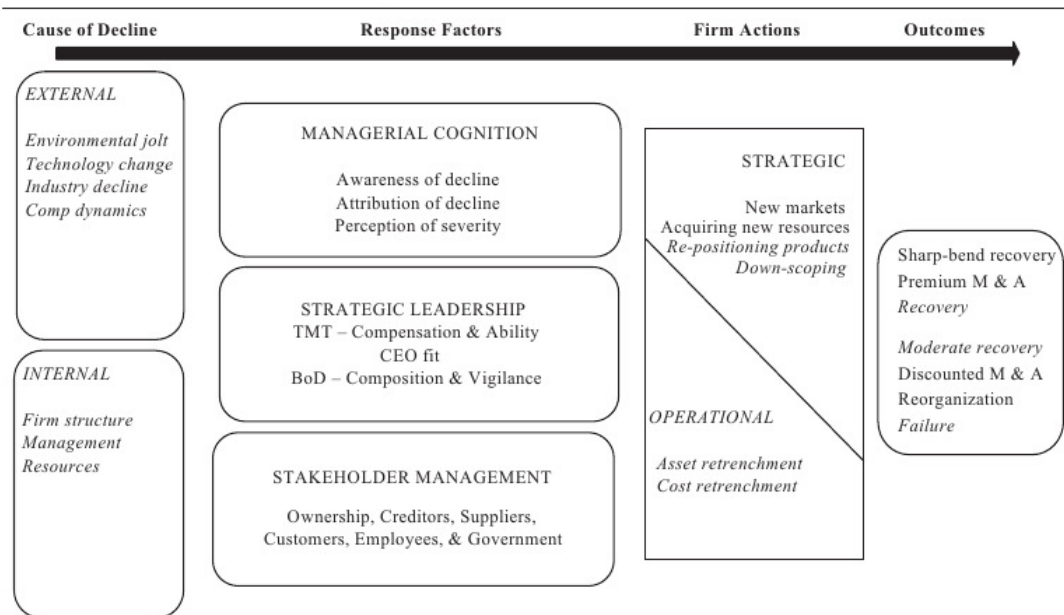 Cause of Decline
Response Factors
Firm Actions
Outcomes
EXTERNAL
Environmental jolt
Technology change
Industry decline
Comp dynamics
INTERNAL
Firm structure
Management
Resources
MANAGERIAL COGNITION
Awareness of decline
Attribution of decline
Perception of severity
STRATEGIC LEADERSHIP
TMT – Compensation & Ability
CEO fit
BoD – Composition & Vigilance
STAKEHOLDER MANAGEMENT
Ownership, Creditors, Suppliers,
Customers, Employees, & Government
STRATEGIC
New markets
Acquiring new resources
Re-positioning products
Down-scoping
OPERATIONAL
Asset retrenchment
Cost retrenchment
Sharp-bend recovery
Premium M & A
Recovery
Moderate recovery
Discounted M & A
Reorganization
Failure